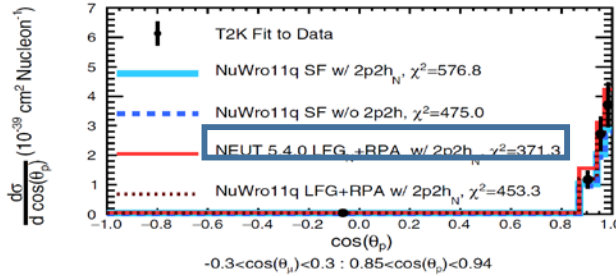 T2K Fit to Data
NuWro11q SF w/ 2p2h_N, χ²=576.8
NuWro11q SF w/o 2p2h, χ²=475.0
NEUT 5.4.0 LFG_N+RPA w/ 2p2h_N, χ²=371.3
NuWro11q LFG+RPA w/ 2p2h_N, χ²=453.3
dσ / d cos(θ_p) (10⁻³⁹ cm² Nucleon⁻¹)
7
6
5
4
3
2
1
0
−1.0 −0.8 −0.6 −0.4 −0.2 0.0 0.2 0.4 0.6 0.8 1.0
cos(θ_p)
-0.3<cos(θ_μ)<0.3 : 0.85<cos(θ_p)<0.94